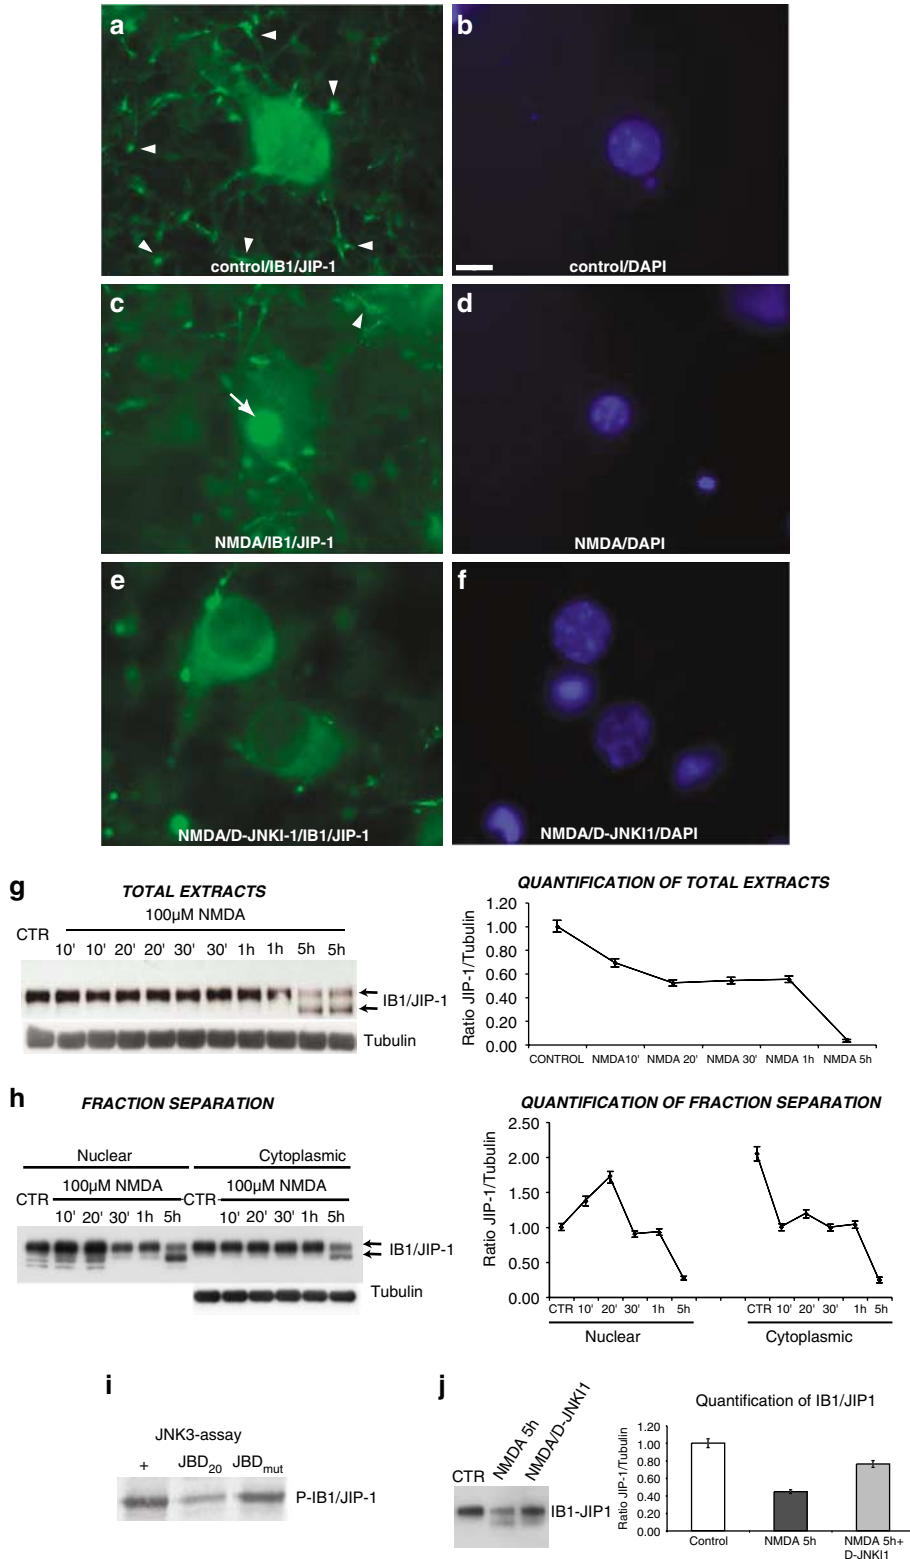 a
control/IB1/JIP-1
b
control/DAPI
c
NMDA/IB1/JIP-1
d
NMDA/DAPI
e
NMDA/D-JNKI-1/IB1/JIP-1
f
NMDA/D-JNKI1/DAPI
g
TOTAL EXTRACTS
100µM NMDA
CTR
10' 10' 20' 20' 30' 30' 1h 1h 5h 5h
IB1/JIP-1
Tubulin
QUANTIFICATION OF TOTAL EXTRACTS
Ratio JIP-1/Tubulin
1.20
1.00
0.80
0.60
0.40
0.20
0.00
CONTROL NMDA10' NMDA 20' NMDA 30' NMDA 1h NMDA 5h
h
FRACTION SEPARATION
Nuclear Cytoplasmic
100µM NMDA 100µM NMDA
CTR CTR
10' 20' 30' 1h 5h 10' 20' 30' 1h 5h
IB1/JIP-1
Tubulin
QUANTIFICATION OF FRACTION SEPARATION
Ratio JIP-1/Tubulin
2.50
2.00
1.50
1.00
0.50
0.00
CTR 10' 20' 30' 1h 5h CTR 10' 20' 30' 1h 5h
Nuclear Cytoplasmic
i
JNK3-assay
+ JBD20 JBDmut
P-IB1/JIP-1
j
CTR NMDA 5h NMDA/D-JNKI1
IB1-JIP1
Quantification of IB1/JIP1
Ratio JIP-1/Tubulin
1.20
1.00
0.80
0.60
0.40
0.20
0.00
Control NMDA 5h NMDA 5h+
D-JNKI1